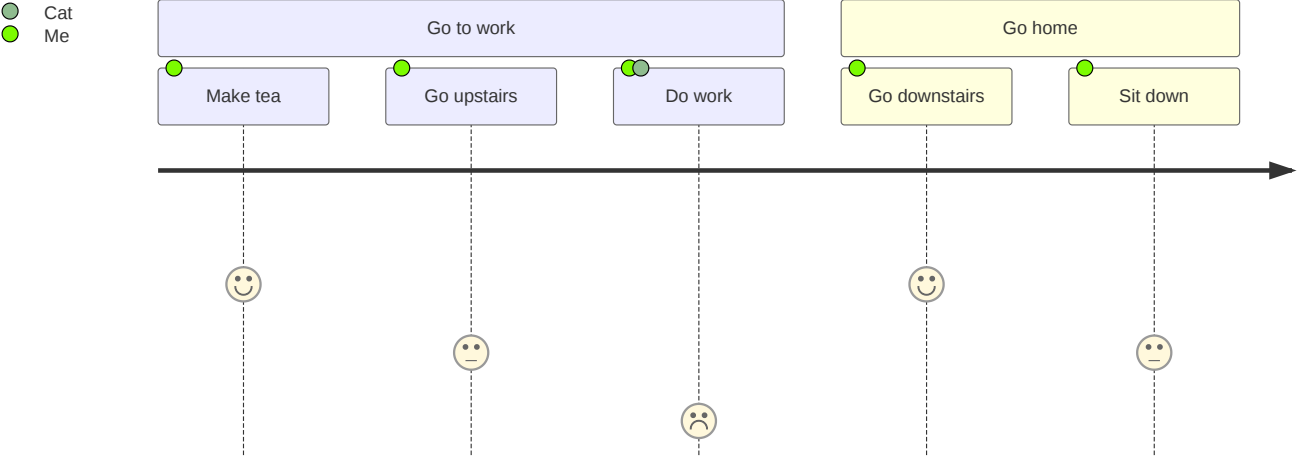 Cat
Me
Go to work
Go home
Make tea
Go upstairs
Do work
Go downstairs
Sit down